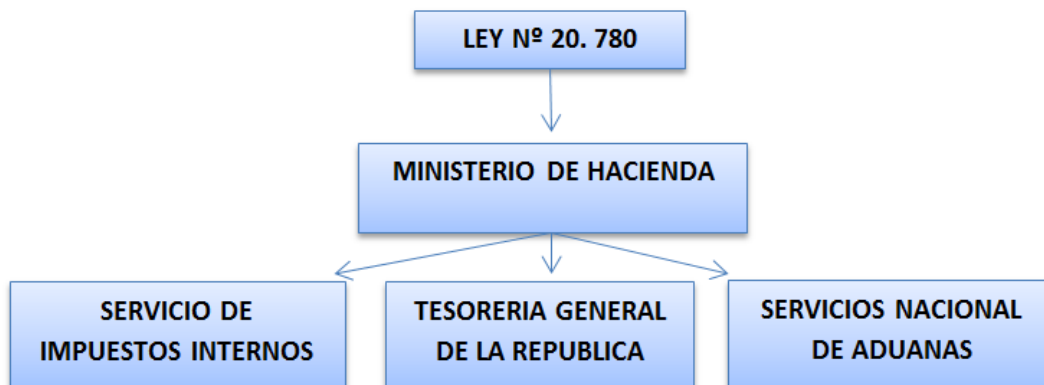 LEY Nº 20. 780
MINISTERIO DE HACIENDA
SERVICIO DE
IMPUESTOS INTERNOS
TESORERIA GENERAL
DE LA REPUBLICA
SERVICIOS NACIONAL
DE ADUANAS